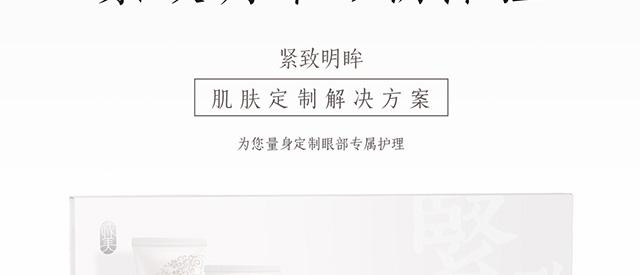 紧致明眸
肌肤定制解决方案
为您量身定制眼部专属护理
緊